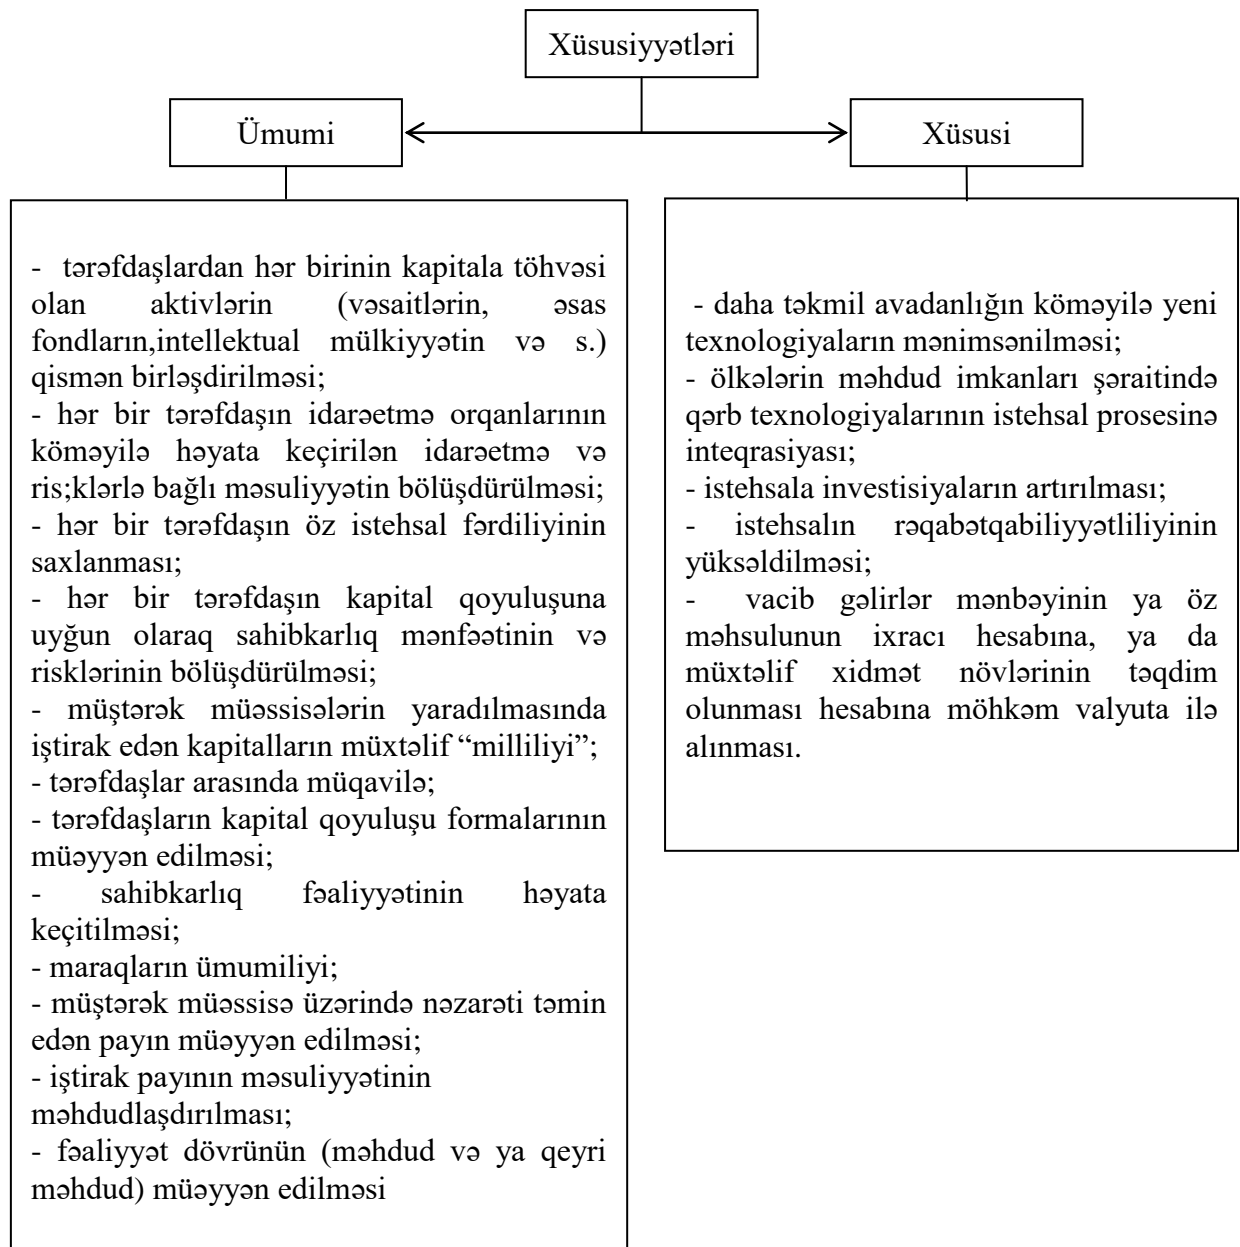 Xüsusiyyətləri
Ümumi
Xüsusi
- tərəfdaşlardan hər birinin kapitala töhvəsi
olan aktivlərin (vəsaitlərin, əsas
fondların,intellektual mülkiyyətin və s.)
qismən birləşdirilməsi;
- hər bir tərəfdaşın idarəetmə orqanlarının
köməyilə həyata keçirilən idarəetmə və
ris;klərlə bağlı məsuliyyətin bölüşdürülməsi;
- hər bir tərəfdaşın öz istehsal fərdiliyinin
saxlanması;
- hər bir tərəfdaşın kapital qoyuluşuna
uyğun olaraq sahibkarlıq mənfəətinin və
risklərinin bölüşdürülməsi;
- müştərək müəssisələrin yaradılmasında
iştirak edən kapitalların müxtəlif “milliliyi”;
- tərəfdaşlar arasında müqavilə;
- tərəfdaşların kapital qoyuluşu formalarının
müəyyən edilməsi;
- sahibkarlıq fəaliyyətinin həyata
keçitilməsi;
- maraqların ümumiliyi;
- müştərək müəssisə üzərində nəzarəti təmin
edən payın müəyyən edilməsi;
- iştirak payının məsuliyyətinin
məhdudlaşdırılması;
- fəaliyyət dövrünün (məhdud və ya qeyri
məhdud) müəyyən edilməsi
- daha təkmil avadanlığın köməyilə yeni
texnologiyaların mənimsənilməsi;
- ölkələrin məhdud imkanları şəraitində
qərb texnologiyalarının istehsal prosesinə
inteqrasiyası;
- istehsala investisiyaların artırılması;
- istehsalın rəqabətqabiliyyətliliyinin
yüksəldilməsi;
- vacib gəlirlər mənbəyinin ya öz
məhsulunun ixracı hesabına, ya da
müxtəlif xidmət növlərinin təqdim
olunması hesabına möhkəm valyuta ilə
alınması.